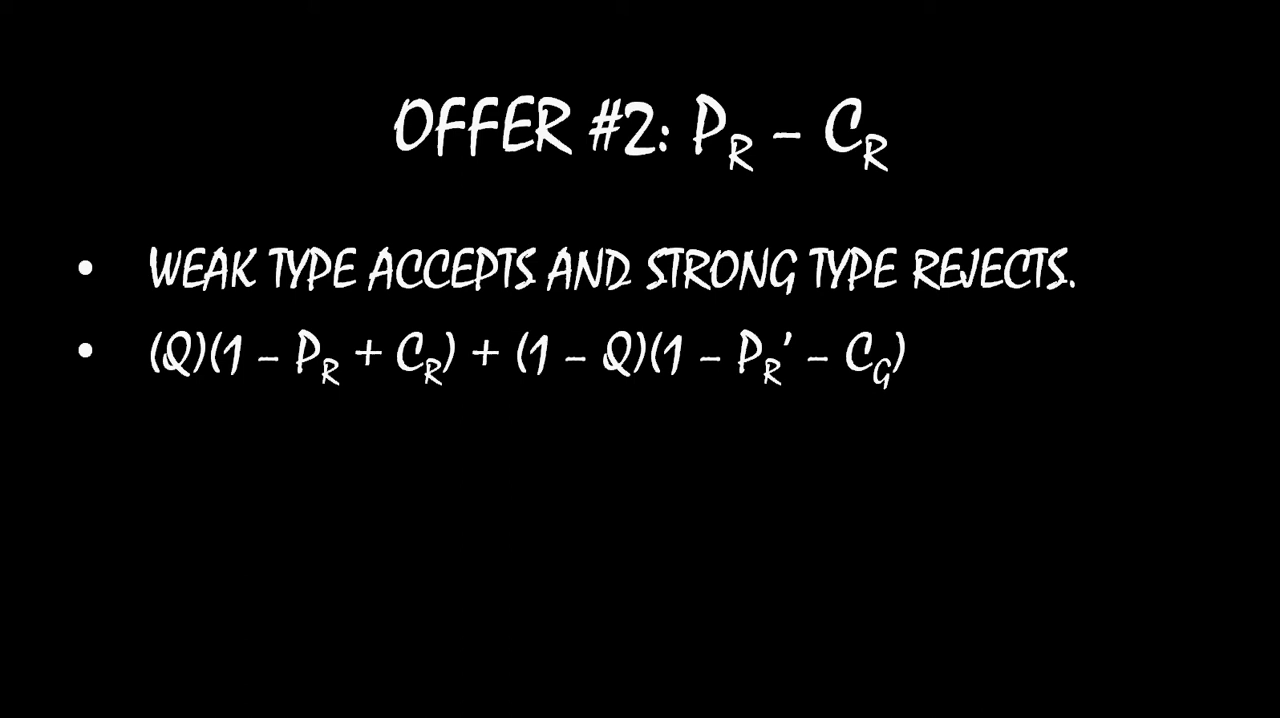 OFFER #2: P_R – C_R
• WEAK TYPE ACCEPTS AND STRONG TYPE REJECTS.
• (Q)(1 – P_R + C_R) + (1 – Q)(1 – P_R' – C_G)